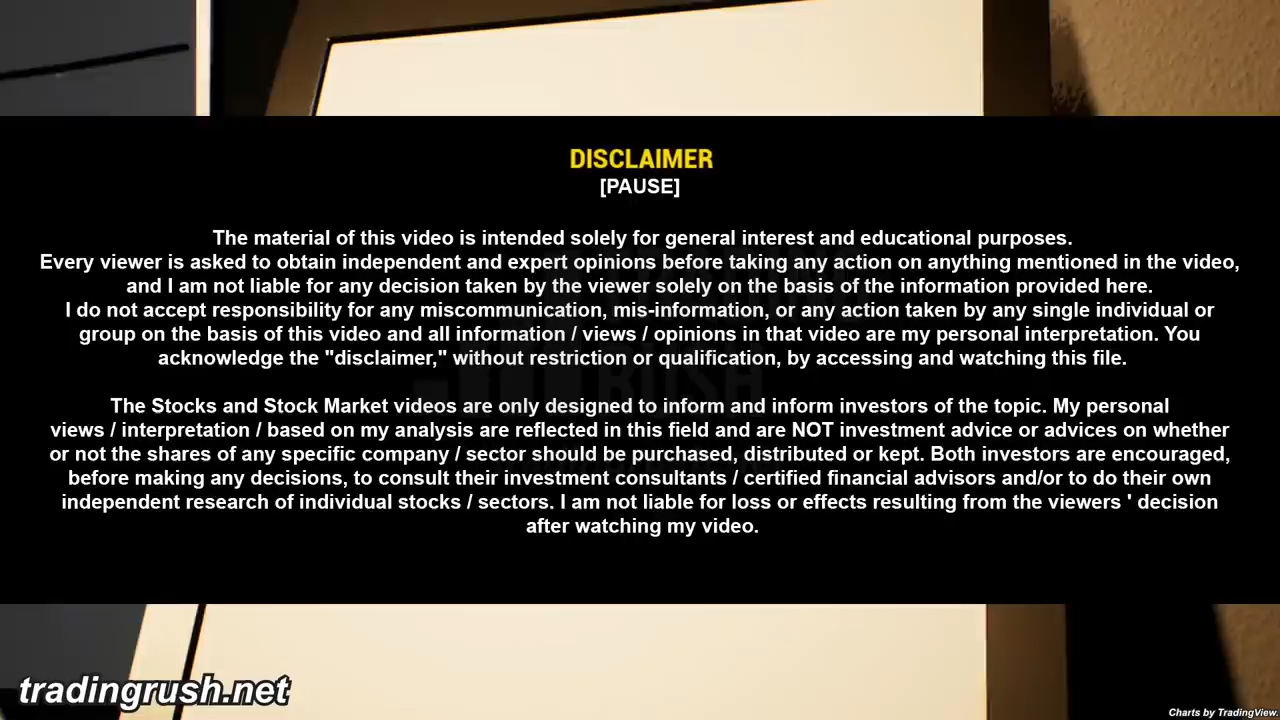 DISCLAIMER
[PAUSE]
The material of this video is intended solely for general interest and educational purposes.
Every viewer is asked to obtain independent and expert opinions before taking any action on anything mentioned in the video,
and I am not liable for any decision taken by the viewer solely on the basis of the information provided here.
I do not accept responsibility for any miscommunication, mis-information, or any action taken by any single individual or
group on the basis of this video and all information / views / opinions in that video are my personal interpretation. You
acknowledge the "disclaimer," without restriction or qualification, by accessing and watching this file.
The Stocks and Stock Market videos are only designed to inform and inform investors of the topic. My personal
views / interpretation / based on my analysis are reflected in this field and are NOT investment advice or advices on whether
or not the shares of any specific company / sector should be purchased, distributed or kept. Both investors are encouraged,
before making any decisions, to consult their investment consultants / certified financial advisors and/or to do their own
independent research of individual stocks / sectors. I am not liable for loss or effects resulting from the viewers ' decision
after watching my video.
tradingrush.net
Charts by TradingView.